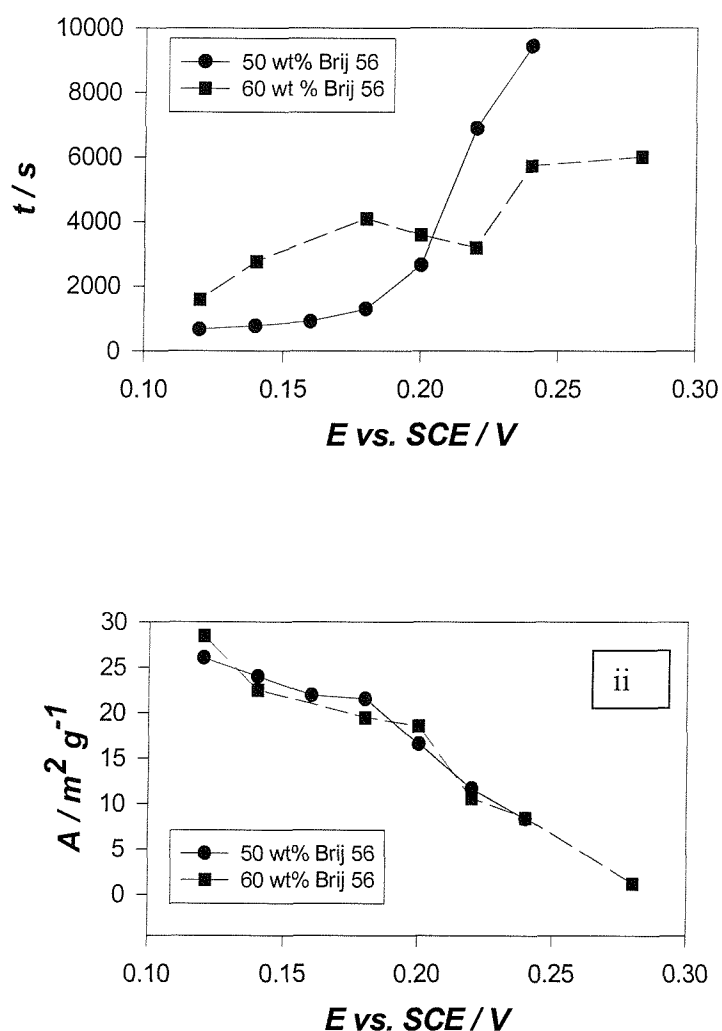 10000
8000
6000
4000
2000
0
t / s
50 wt% Brij 56
60 wt % Brij 56
0.10 0.15 0.20 0.25 0.30
E vs. SCE / V
30
25
20
15
10
5
0
A / m² g⁻¹
ii
50 wt% Brij 56
60 wt% Brij 56
0.10 0.15 0.20 0.25 0.30
E vs. SCE / V